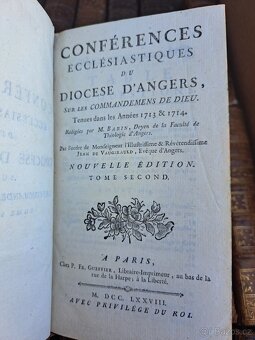 CONFÉRENCES
ECCLÉSIASTIQUES
DU
DIOCESE D'ANGERS,
SUR LES COMMANDEMENS DE DIEU.
Tenues dans les Années 1713 & 1714.
Rédigées par M. BABIN, Doyen de la Faculté de
Théologie d'Angers.
Par l'ordre de Monseigneur l'Illustrissime & Révérendissime
JEAN DE VAUGIRAULD, Evêque d'Angers.
NOUVELLE ÉDITION.
TOME SECOND.
A PARIS,
Chez P. FR. GUEFFIER, Libraire-Imprimeur, au bas de la
rue de la Harpe, à la Liberté.
M. DCC. LXXVIII.
AVEC PRIVILÉGE DU ROI.